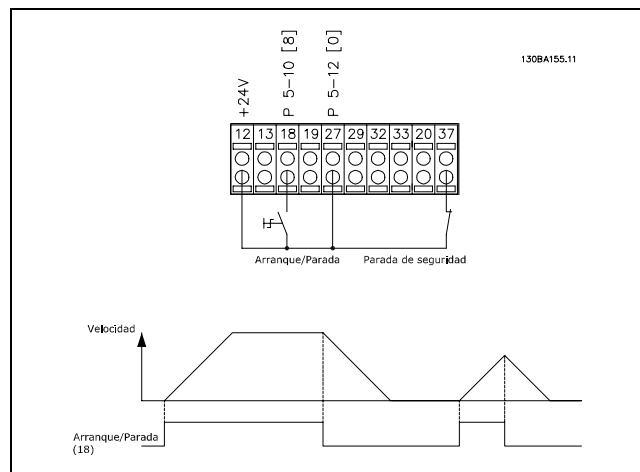 130BA155.11
+24V
P 5-10 [8]
P 5-12 [0]
12 13 18 19 27 29 32 33 20 37
Arranque/Parada Parada de seguridad
Velocidad
Arranque/Parada
(18)